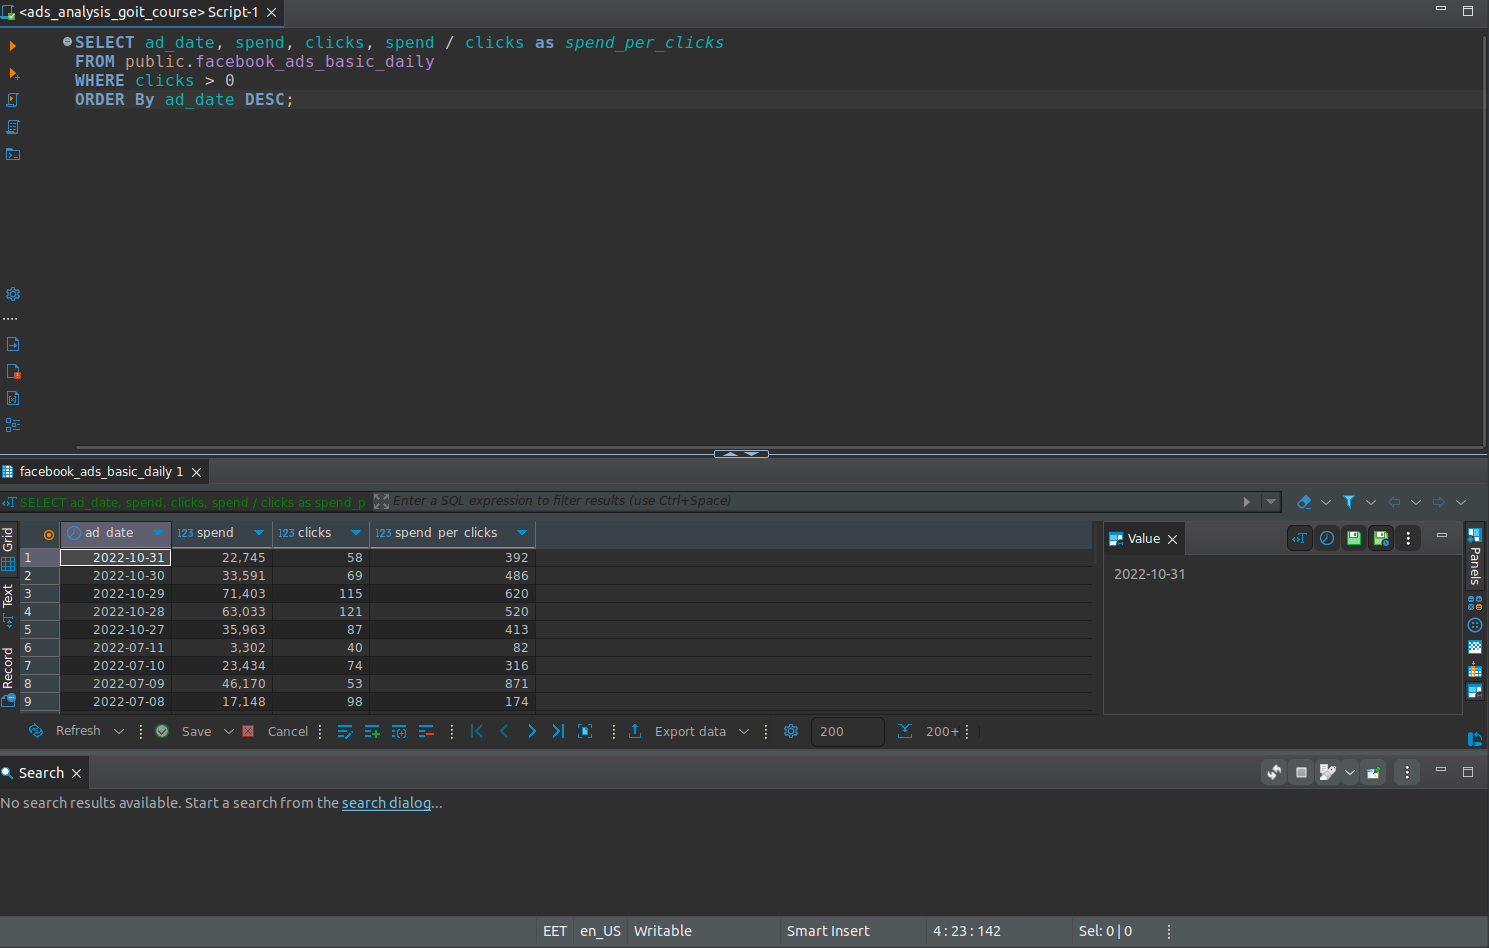 <ads_analysis_goit_course> Script-1
SELECT ad_date, spend, clicks, spend / clicks as spend_per_clicks
FROM public.facebook_ads_basic_daily
WHERE clicks > 0
ORDER By ad_date DESC;
facebook_ads_basic_daily 1
SELECT ad_date, spend, clicks, spend / clicks as spend_p
Enter a SQL expression to filter results (use Ctrl+Space)
Grid
Text
Record
ad_date 123 spend 123 clicks 123 spend_per_clicks
1 2022-10-31 22,745 58 392
2 2022-10-30 33,591 69 486
3 2022-10-29 71,403 115 620
4 2022-10-28 63,033 121 520
5 2022-10-27 35,963 87 413
6 2022-07-11 3,302 40 82
7 2022-07-10 23,434 74 316
8 2022-07-09 46,170 53 871
9 2022-07-08 17,148 98 174
Value
2022-10-31
Panels
Refresh Save Cancel Export data 200 200+
Search
No search results available. Start a search from the search dialog...
EET en_US Writable Smart Insert 4 : 23 : 142 Sel: 0 | 0